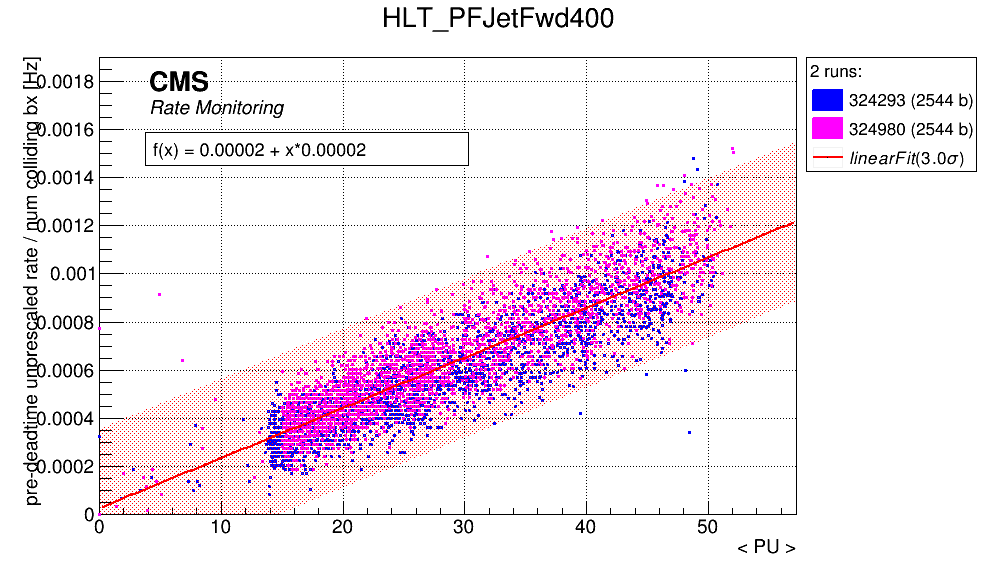 HLT_PFJetFwd400
pre-deadtime unprescaled rate / num colliding bx [Hz]
0.0018
0.0016
0.0014
0.0012
0.001
0.0008
0.0006
0.0004
0.0002
0
CMS
Rate Monitoring
f(x) = 0.00002 + x*0.00002
2 runs:
324293 (2544 b)
324980 (2544 b)
linearFit(3.0σ)
0 10 20 30 40 50
< PU >